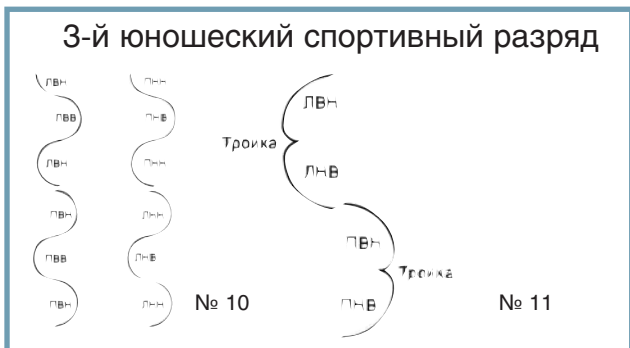 3-й юношеский спортивный разряд
ЛВН
ЛВВ
ЛВН
ПВН
ПВВ
ПВН
ПНН
ПНВ
ПНН
ЛНН
ЛНВ
ЛНН
№ 10
ЛВН
Тройка
ЛНВ
ПВН
Тройка
ПНВ
№ 11